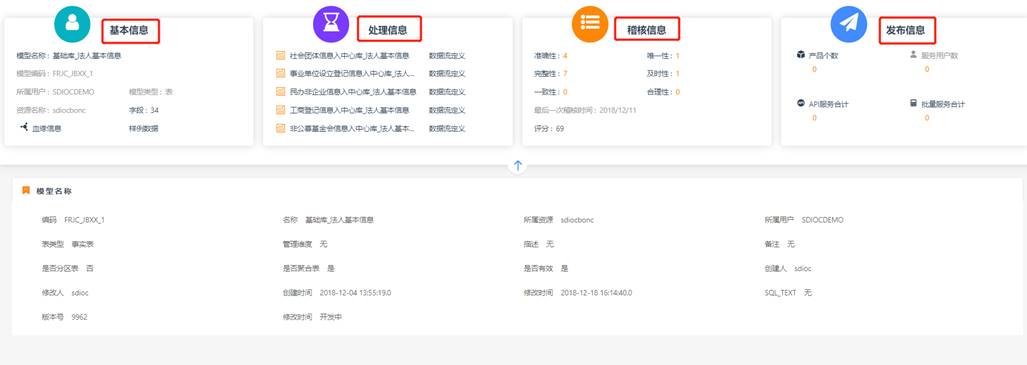 基本信息
模型名称：基础库_法人基本信息
模型编码：FRJC_JBXX_1
所属用户：SDIOCDEMO 模型类型：表
资源名称：sdiocbonc 字段：34
血缘信息 样例数据
处理信息
社会团体信息入中心库_法人基本信息 数据流定义
事业单位设立登记信息入中心库_法人... 数据流定义
民办非企业信息入中心库_法人基本信息 数据流定义
工商登记信息入中心库_法人基本信息 数据流定义
非公募基金会信息入中心库_法人基本... 数据流定义
稽核信息
准确性：4 唯一性：1
完整性：7 及时性：1
一致性：0 合理性：0
最后一次稽核时间：2018/12/11
评分：69
发布信息
产品个数 服务用户数
0 0
API服务合计 批量服务合计
0 0
模型名称
编码 FRJC_JBXX_1 名称 基础库_法人基本信息 所属资源 sdiocbonc 所属用户 SDIOCDEMO
表类型 事实表 管理维度 无 描述 无 备注 无
是否分区表 否 是否聚合表 是 是否有效 是 创建人 sdioc
修改人 sdioc 创建时间 2018-12-04 13:55:19.0 修改时间 2018-12-18 16:14:40.0 SQL_TEXT 无
版本号 9962 修改时间 开发中